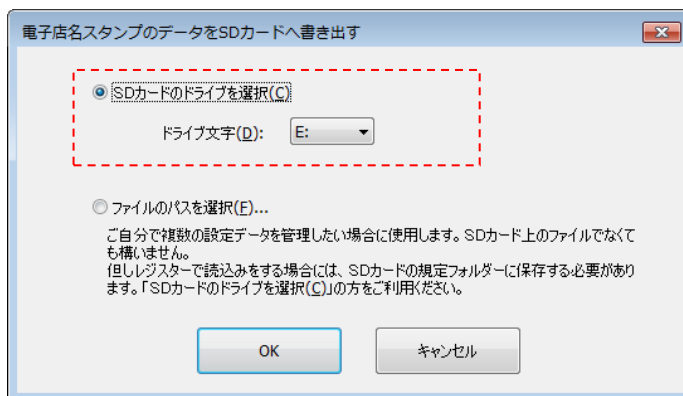 電子店名スタンプのデータをSDカードへ書き出す
SDカードのドライブを選択(C)
ドライブ文字(D):
E:
ファイルのパスを選択(F)...
ご自分で複数の設定データを管理したい場合に使用します。SDカード上のファイルでなくて
も構いません。
但しレジスターで読込みをする場合には、SDカードの規定フォルダーに保存する必要があり
ます。「SDカードのドライブを選択(C)」の方をご利用ください。
OK
キャンセル